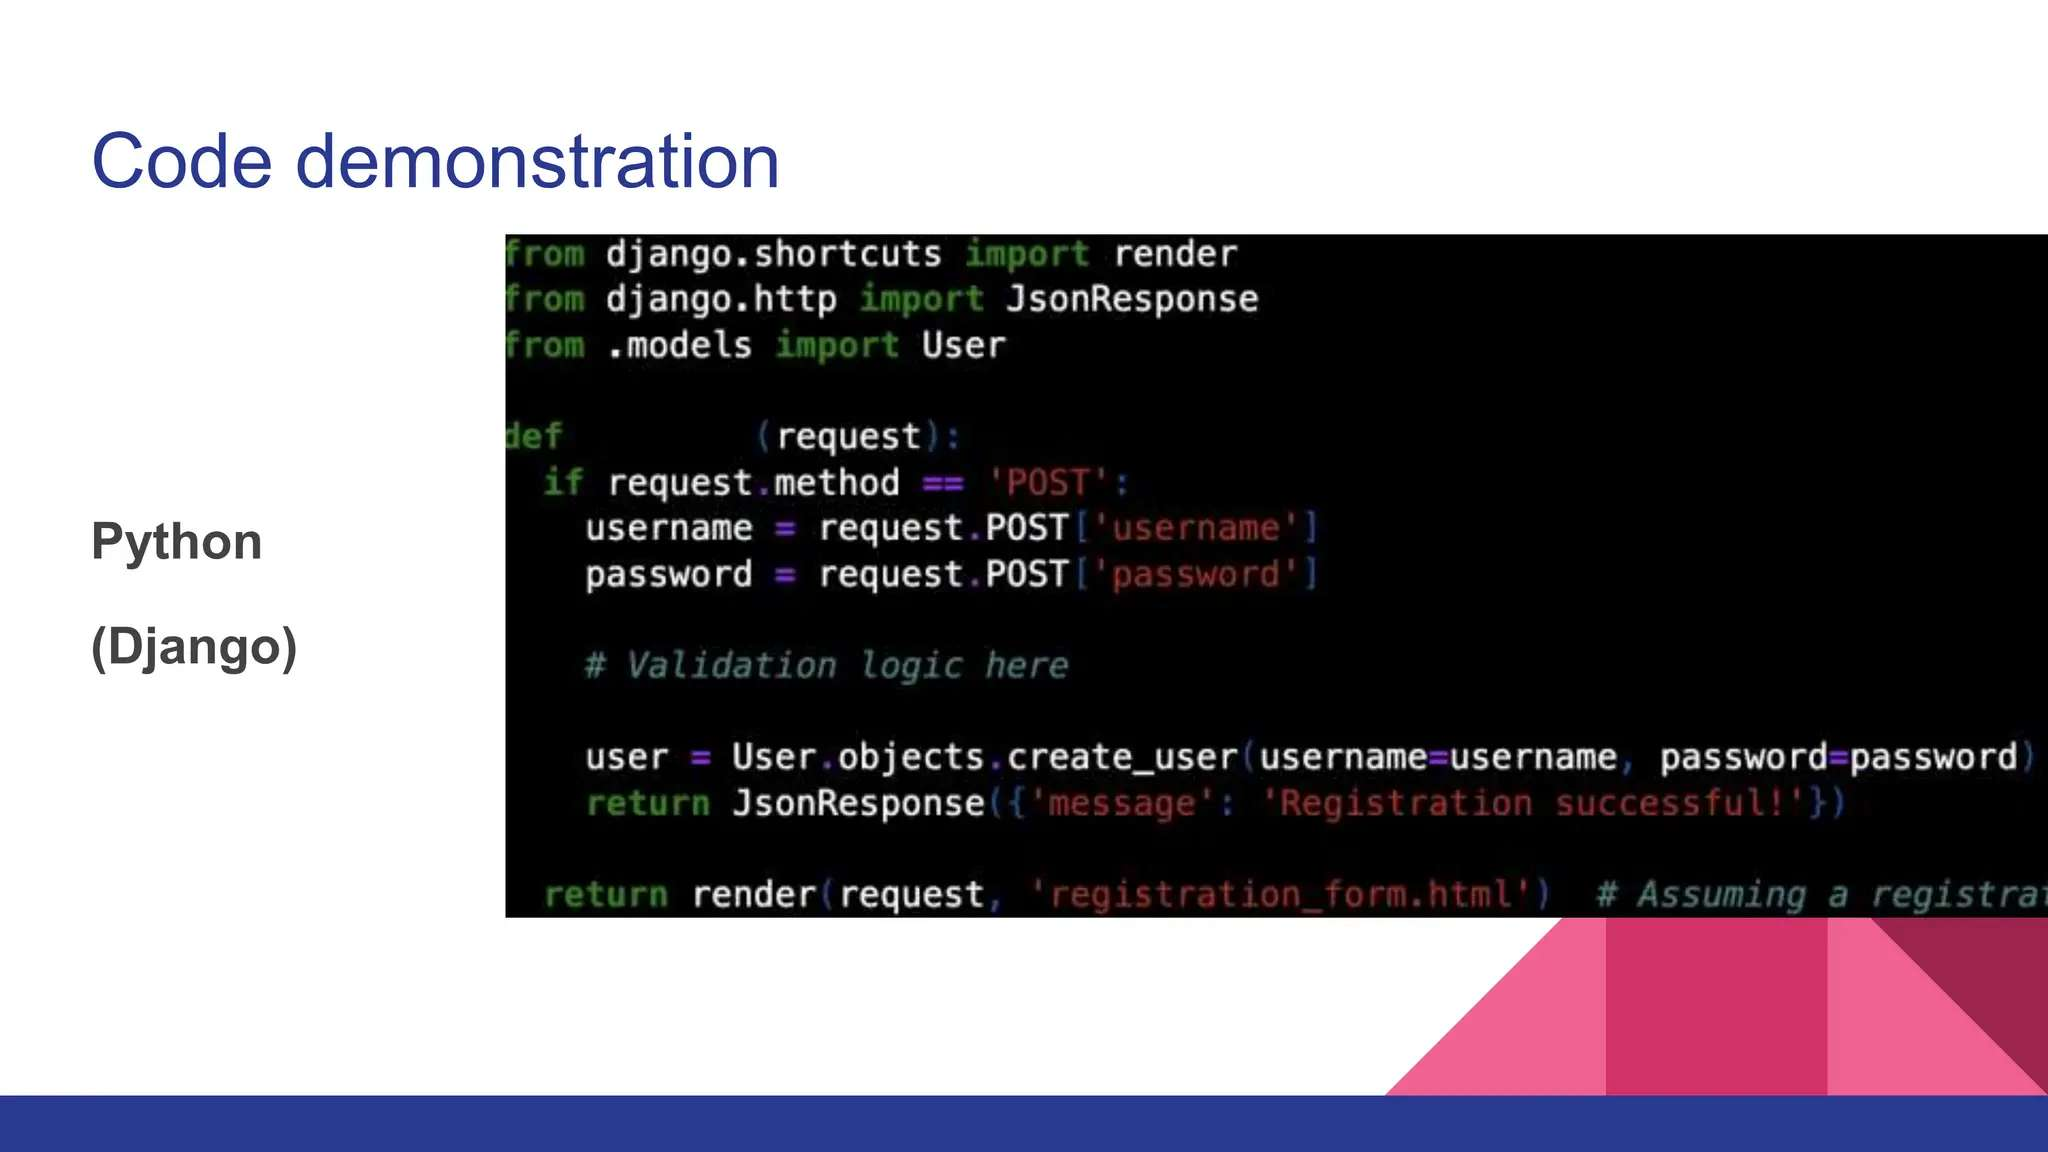 Code demonstration
Python
(Django)
from django.shortcuts import render
from django.http import JsonResponse
from .models import User
def (request):
if request.method == 'POST':
username = request.POST['username']
password = request.POST['password']
# Validation logic here
user = User.objects.create_user(username=username, password=password)
return JsonResponse({'message': 'Registration successful!'})
return render(request, 'registration_form.html') # Assuming a registrat